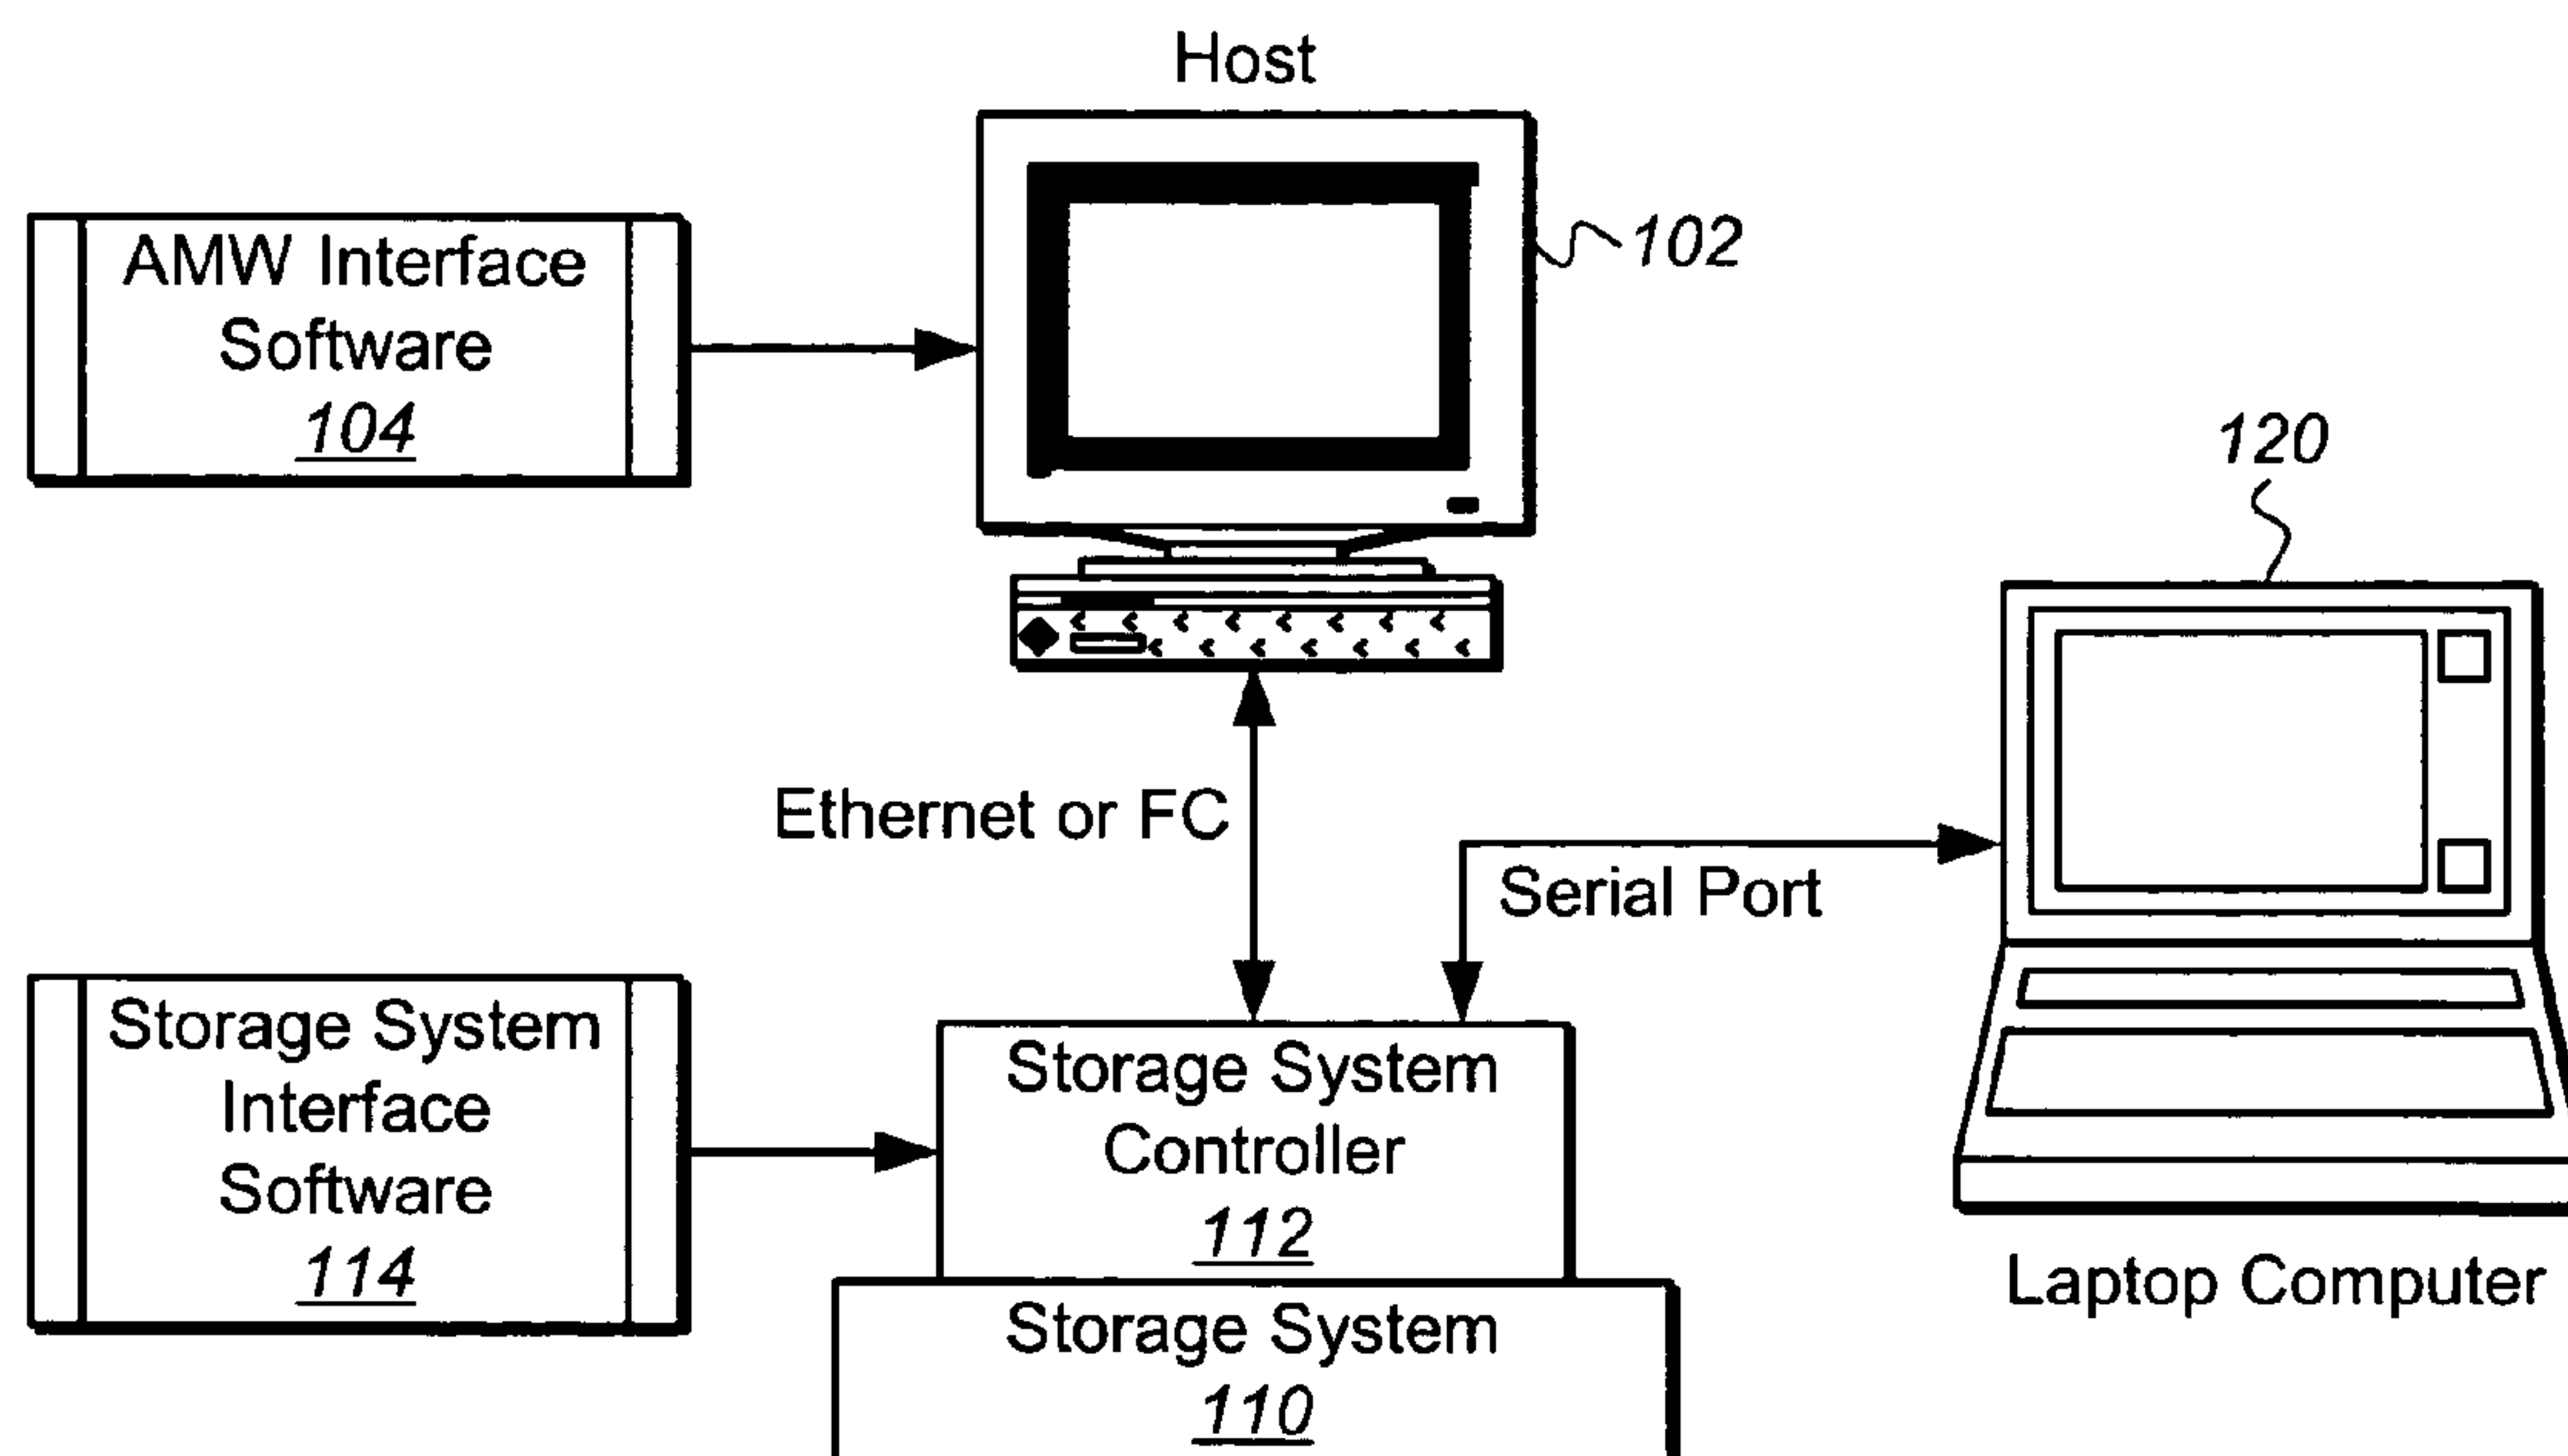 Host
102
AMW Interface
Software
104
120
Ethernet or FC
Serial Port
Storage System
Interface
Software
114
Storage System
Controller
112
Laptop Computer
Storage System
110